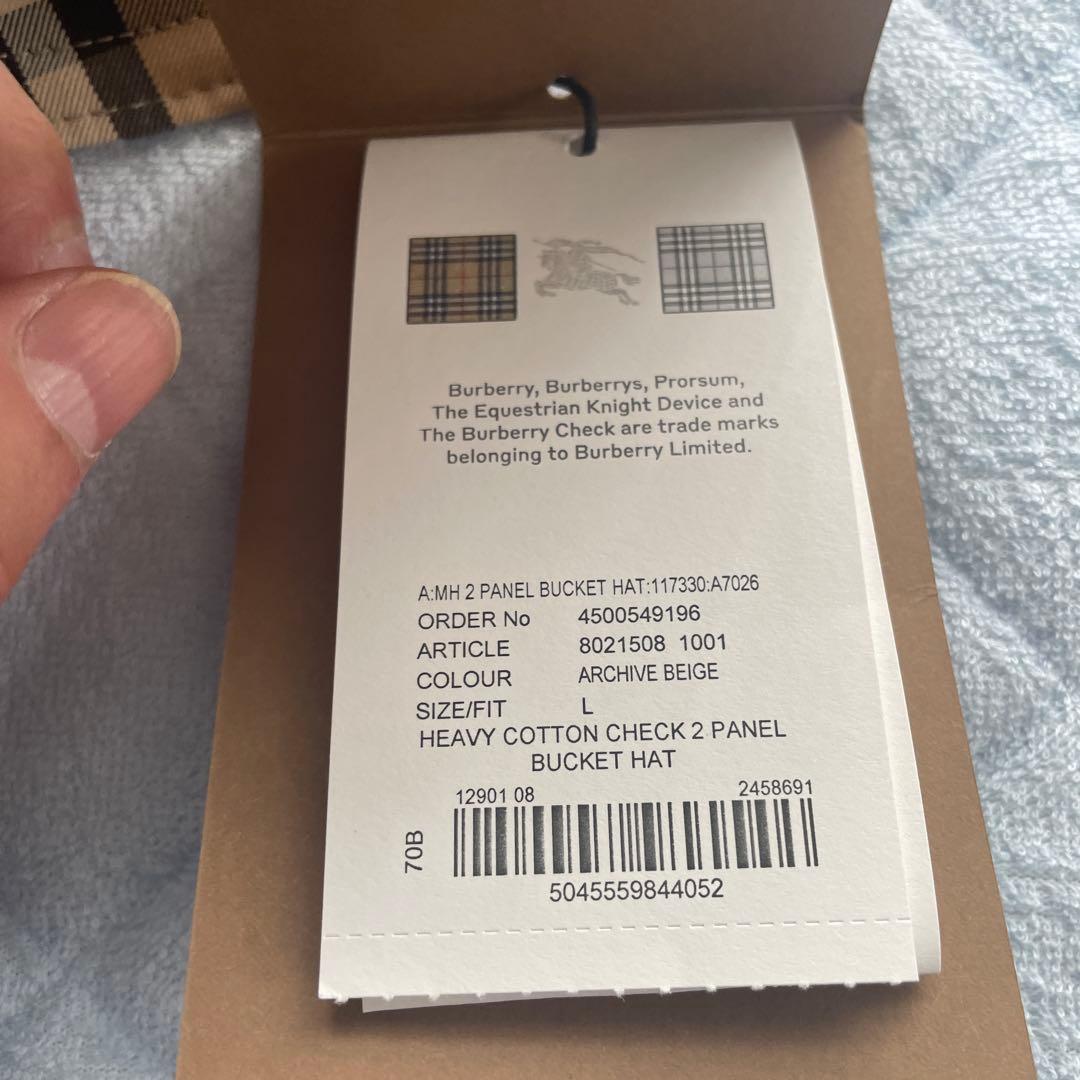 Burberry, Burberrys, Prorsum,
The Equestrian Knight Device and
The Burberry Check are trade marks
belonging to Burberry Limited.
A:MH 2 PANEL BUCKET HAT:117330:A7026
ORDER No 4500549196
ARTICLE 8021508 1001
COLOUR ARCHIVE BEIGE
SIZE/FIT L
HEAVY COTTON CHECK 2 PANEL
BUCKET HAT
12901 08 2458691
70B
5045559844052